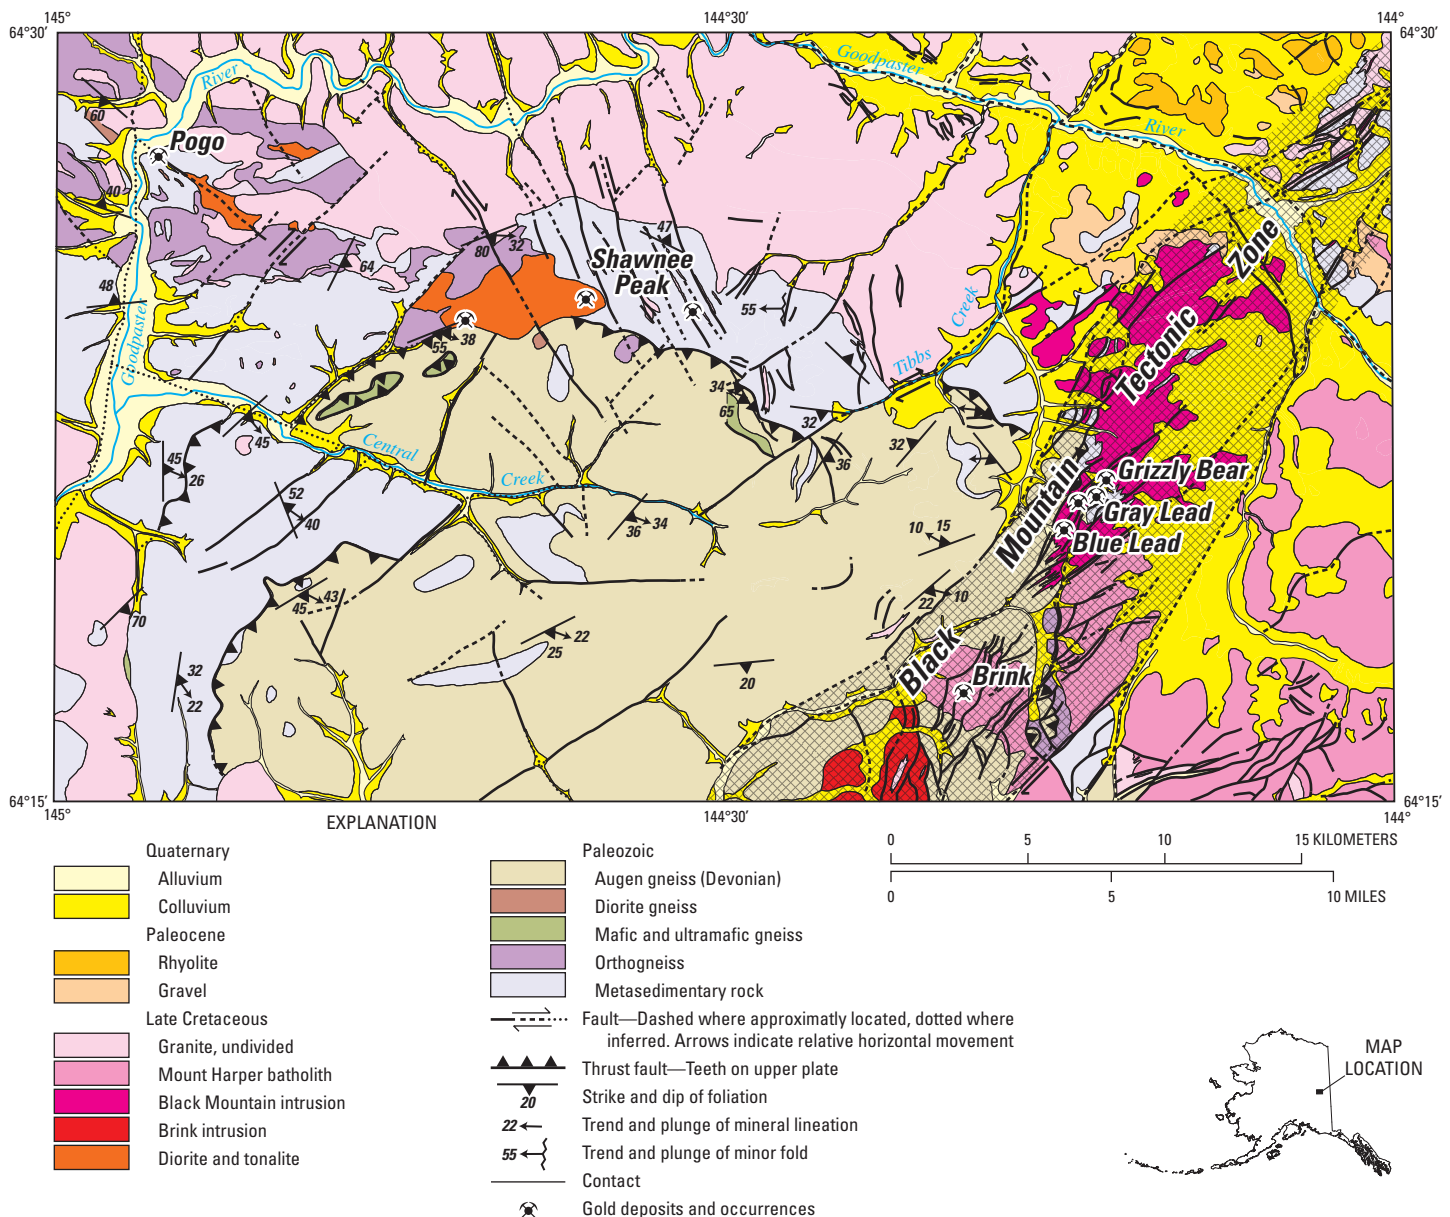 145°
144°30′
144°
64°30′
64°30′
Goodpaster
River
River
60
Pogo
40
47
80
32
Shawnee
Peak
64
Zone
48
55
Creek
Tectonic
Goodpaster
55
38
Tibbs
34
65
32
45
32
36
Central
45
26
Creek
Grizzly Bear
Mountain
Gray Lead
52
40
34
36
10
15
Blue Lead
43
45
22
10
70
22
25
Black
32
22
20
Brink
64°15′
64°15′
145°
144°30′
144°
EXPLANATION
Quaternary
Alluvium
Colluvium
Paleocene
Rhyolite
Gravel
Late Cretaceous
Granite, undivided
Mount Harper batholith
Black Mountain intrusion
Brink intrusion
Diorite and tonalite
Paleozoic
Augen gneiss (Devonian)
Diorite gneiss
Mafic and ultramafic gneiss
Orthogneiss
Metasedimentary rock
Fault—Dashed where approximatly located, dotted where
inferred. Arrows indicate relative horizontal movement
Thrust fault—Teeth on upper plate
20 Strike and dip of foliation
22 Trend and plunge of mineral lineation
55 Trend and plunge of minor fold
Contact
Gold deposits and occurrences
0 5 10 15 KILOMETERS
0 5 10 MILES
MAP
LOCATION